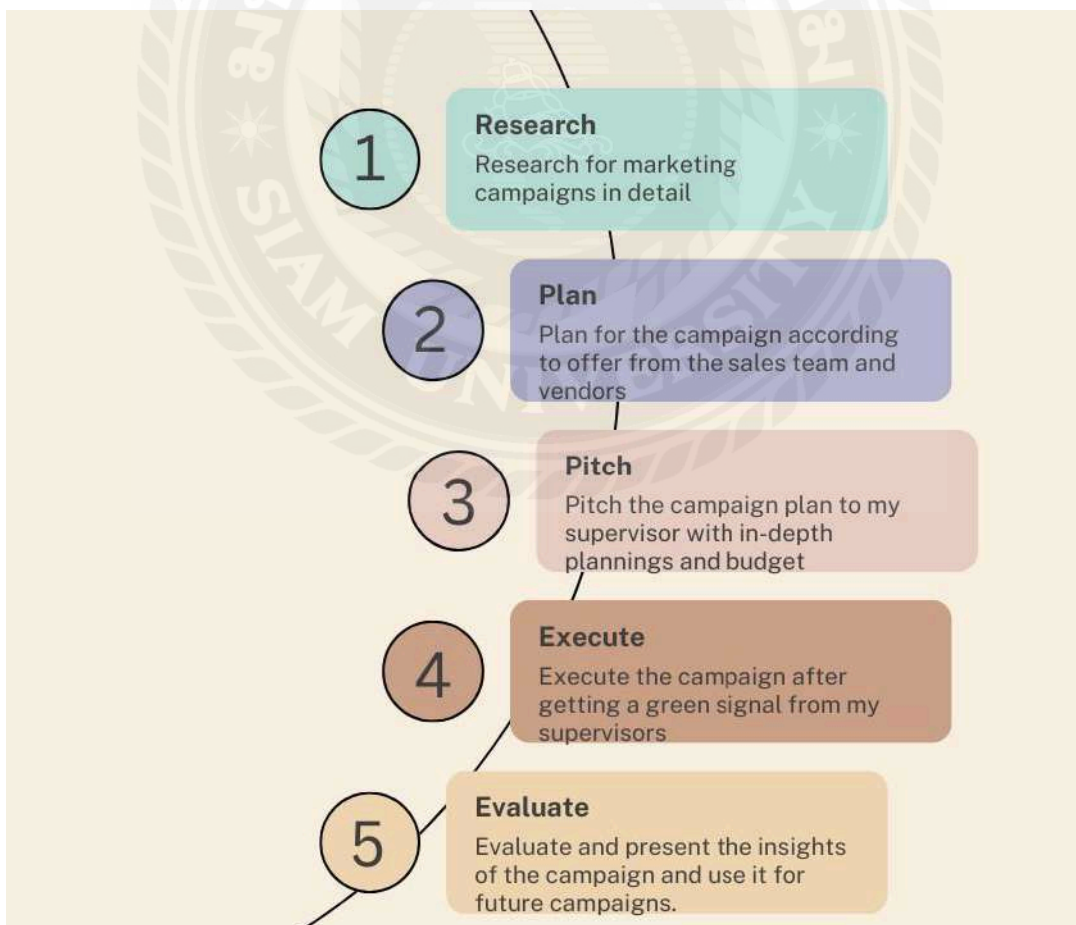 1
Research
Research for marketing
campaigns in detail
2
Plan
Plan for the campaign according
to offer from the sales team and
vendors
3
Pitch
Pitch the campaign plan to my
supervisor with in-depth
plannings and budget
4
Execute
Execute the campaign after
getting a green signal from my
supervisors
5
Evaluate
Evaluate and present the insights
of the campaign and use it for
future campaigns.
SIAM UNIVERSITY